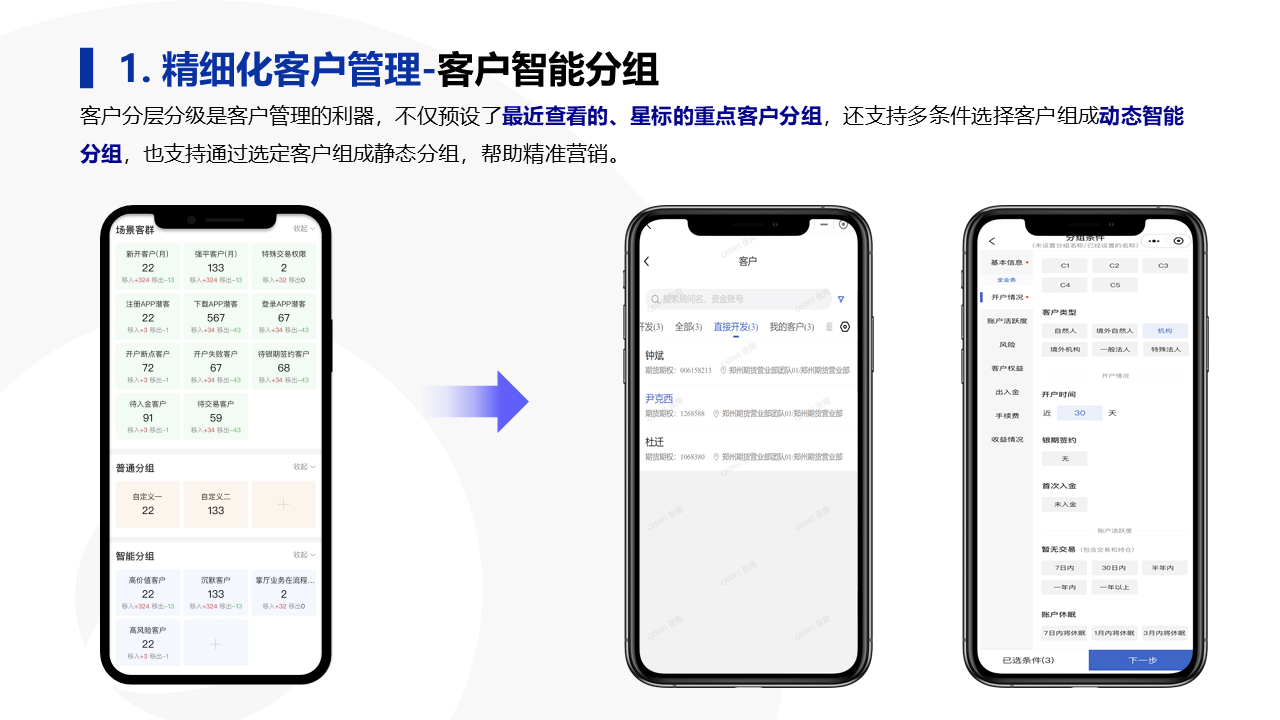 1. 精细化客户管理-客户智能分组
客户分层分级是客户管理的利器，不仅预设了最近查看的、星标的重点客户分组，还支持多条件选择客户组成动态智能
分组，也支持通过选定客户组成静态分组，帮助精准营销。
场景客群 收起
新开客户(月) 强平客户(月) 特殊交易权限
22 133 2
移入+324 移出-13 移入+324 移出-13 移入+32 移出0
注册APP潜客 下载APP潜客 登录APP潜客
22 567 67
移入+3 移出-1 移入+34 移出-43 移入+34 移出-43
开户断点客户 开户失败客户 待银期签约客户
72 67 68
移入+3 移出-1 移入+34 移出-43 移入+34 移出-43
待入金客户 待交易客户
91 59
移入+3 移出-1 移入+34 移出-43
普通分组 收起
自定义一 自定义二
22 133
智能分组 收起
高价值客户 沉默客户 掌厅业务在流程...
22 133 2
移入+324 移出-13 移入+324 移出-13 移入+32 移出0
高风险客户
22
移入+3 移出-1
客户
搜索居间名、资金账号
开发(3) 全部(3) 直接开发(3) 我的客户(3)
钟斌
期货期权：006158213 郑州期货营业部团队01/郑州期货营业部
尹克西
期货期权：1268588 郑州期货营业部团队01/郑州期货营业部
杜迁
期货期权：1068380 郑州期货营业部团队01/郑州期货营业部
分组条件
(未设置分组名称/已经设置的名称)
基本信息
全业务
开户情况
账户活跃度
风险
客户权益
出入金
手续费
收益情况
C1 C2 C3
C4 C5
客户类型
自然人 境外自然人 机构
境外机构 一般法人 特殊法人
开户情况
开户时间
近 30 天
银期签约
无
首次入金
未入金
账户活跃度
暂无交易 (包含交易和持仓)
7日内 30日内 半年内
一年内 一年以上
账户休眠
7日内将休眠 1月内将休眠 3月内将休眠
已选条件(3) 下一步